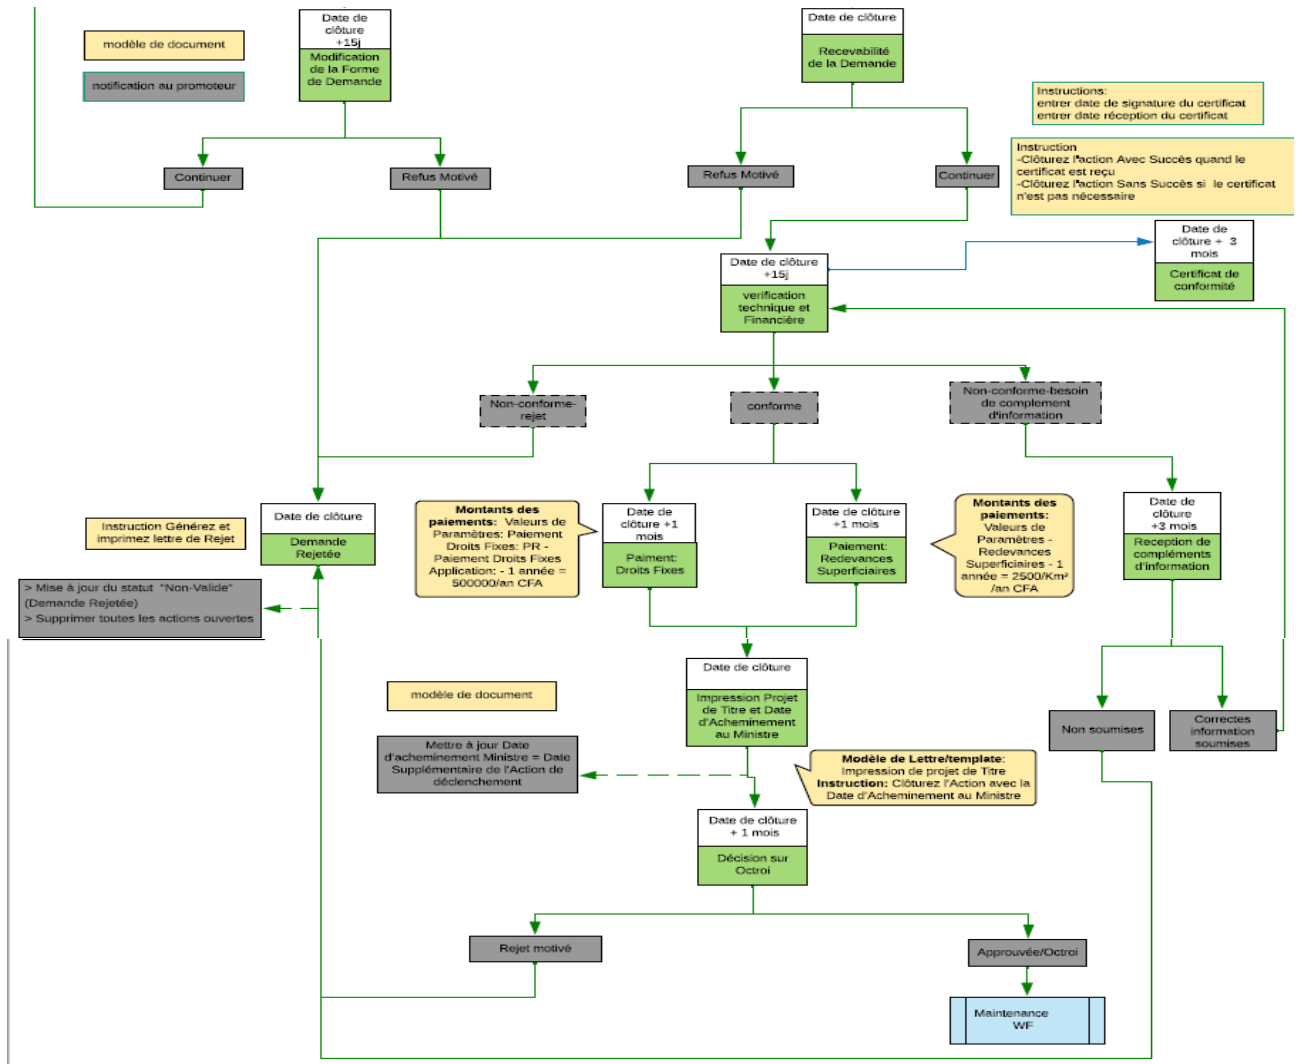 Date de
clôture
+15j
Modification
de la Forme
de Demande
modèle de document
notification au promoteur
Date de clôture
Recevabilité
de la Demande
Instructions:
entrer date de signature du certificat
entrer date réception du certificat
Instruction
-Clôturez l'action Avec Succès quand le
certificat est reçu
-Clôturez l'action Sans Succès si le certificat
n'est pas nécessaire
Continuer
Refus Motivé
Refus Motivé
Continuer
Date de
clôture + 3
mois
Certificat de
conformité
Date de clôture
+15j
verification
technique et
Financière
Non-conforme-
rejet
conforme
Non-conforme-besoin
de complement
d'information
Instruction Générez et
imprimez lettre de Rejet
Date de clôture
Demande
Rejetée
Montants des
paiements: Valeurs de
Paramètres: Paiement
Droits Fixes: PR -
Paiement Droits Fixes
Application: - 1 année =
500000/an CFA
Date de
clôture +1
mois
Paiment:
Droits Fixes
Date de clôture
+1 mois
Paiement:
Redevances
Superficiaires
Montants des
paiements:
Valeurs de
Paramètres -
Redevances
Superficiaires - 1
année = 2500/Km²
/an CFA
Date de
clôture
+3 mois
Reception de
compléments
d'information
> Mise à jour du statut "Non-Valide"
(Demande Rejetée)
> Supprimer toutes les actions ouvertes
modèle de document
Date de clôture
Impression Projet
de Titre et Date
d'Acheminement
au Ministre
Non soumises
Correctes
information
soumises
Mettre à jour Date
d'acheminement Ministre = Date
Supplémentaire de l'Action de
déclenchement
Modèle de Lettre/template:
Impression de projet de Titre
Instruction: Clôturez l'Action avec la
Date d'Acheminement au Ministre
Date de clôture
+ 1 mois
Décision sur
Octroi
Rejet motivé
Approuvée/Octroi
Maintenance
WF